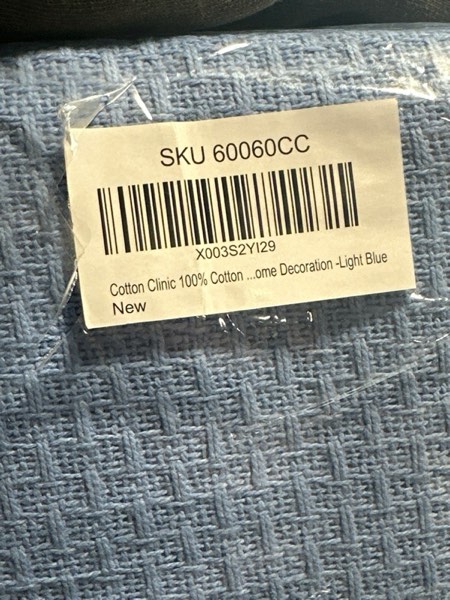 SKU 60060CC
X003S2YI29
Cotton Clinic 100% Cotton ...ome Decoration -Light Blue
New